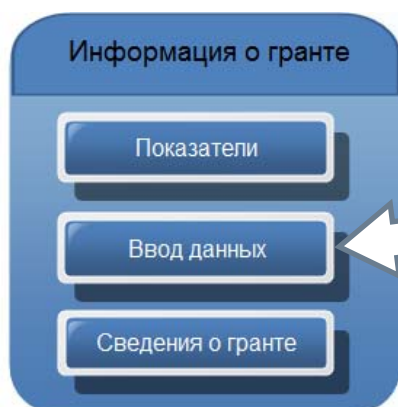 Информация о гранте
Показатели
Ввод данных
Сведения о гранте